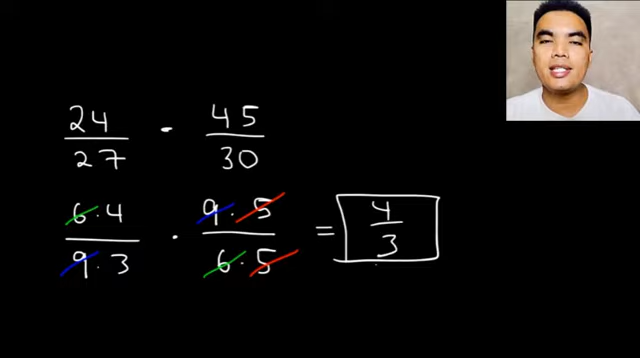 24/27 · 45/30
6·4/9·3 · 9·5/6·5 = 4/3